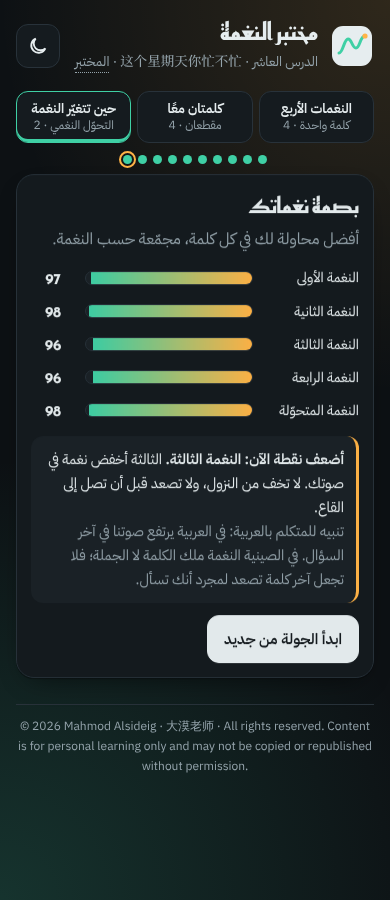 مختبر النغمة
الدرس العاشر · 这个星期天你忙不忙 · المختبر
النغمات الأربع
كلمة واحدة · 4
كلمتان معًا
مقطعان · 4
حين تتغيّر النغمة
التحوّل النغمي · 2
بصمة نغماتك
أفضل محاولة لك في كل كلمة، مجمّعة حسب النغمة.
النغمة الأولى 97
النغمة الثانية 98
النغمة الثالثة 96
النغمة الرابعة 96
النغمة المتحوّلة 98
أضعف نقطة الآن: النغمة الثالثة. الثالثة أخفض نغمة في
صوتك. لا تخف من النزول، ولا تصعد قبل أن تصل إلى
القاع.
تنبيه للمتكلم بالعربية: في العربية يرتفع صوتنا في آخر
السؤال. في الصينية النغمة ملك الكلمة لا الجملة؛ فلا
تجعل آخر كلمة تصعد لمجرد أنك تسأل.
ابدأ الجولة من جديد
© 2026 Mahmod Alsideig · 大漠老师 · All rights reserved. Content
is for personal learning only and may not be copied or republished
without permission.